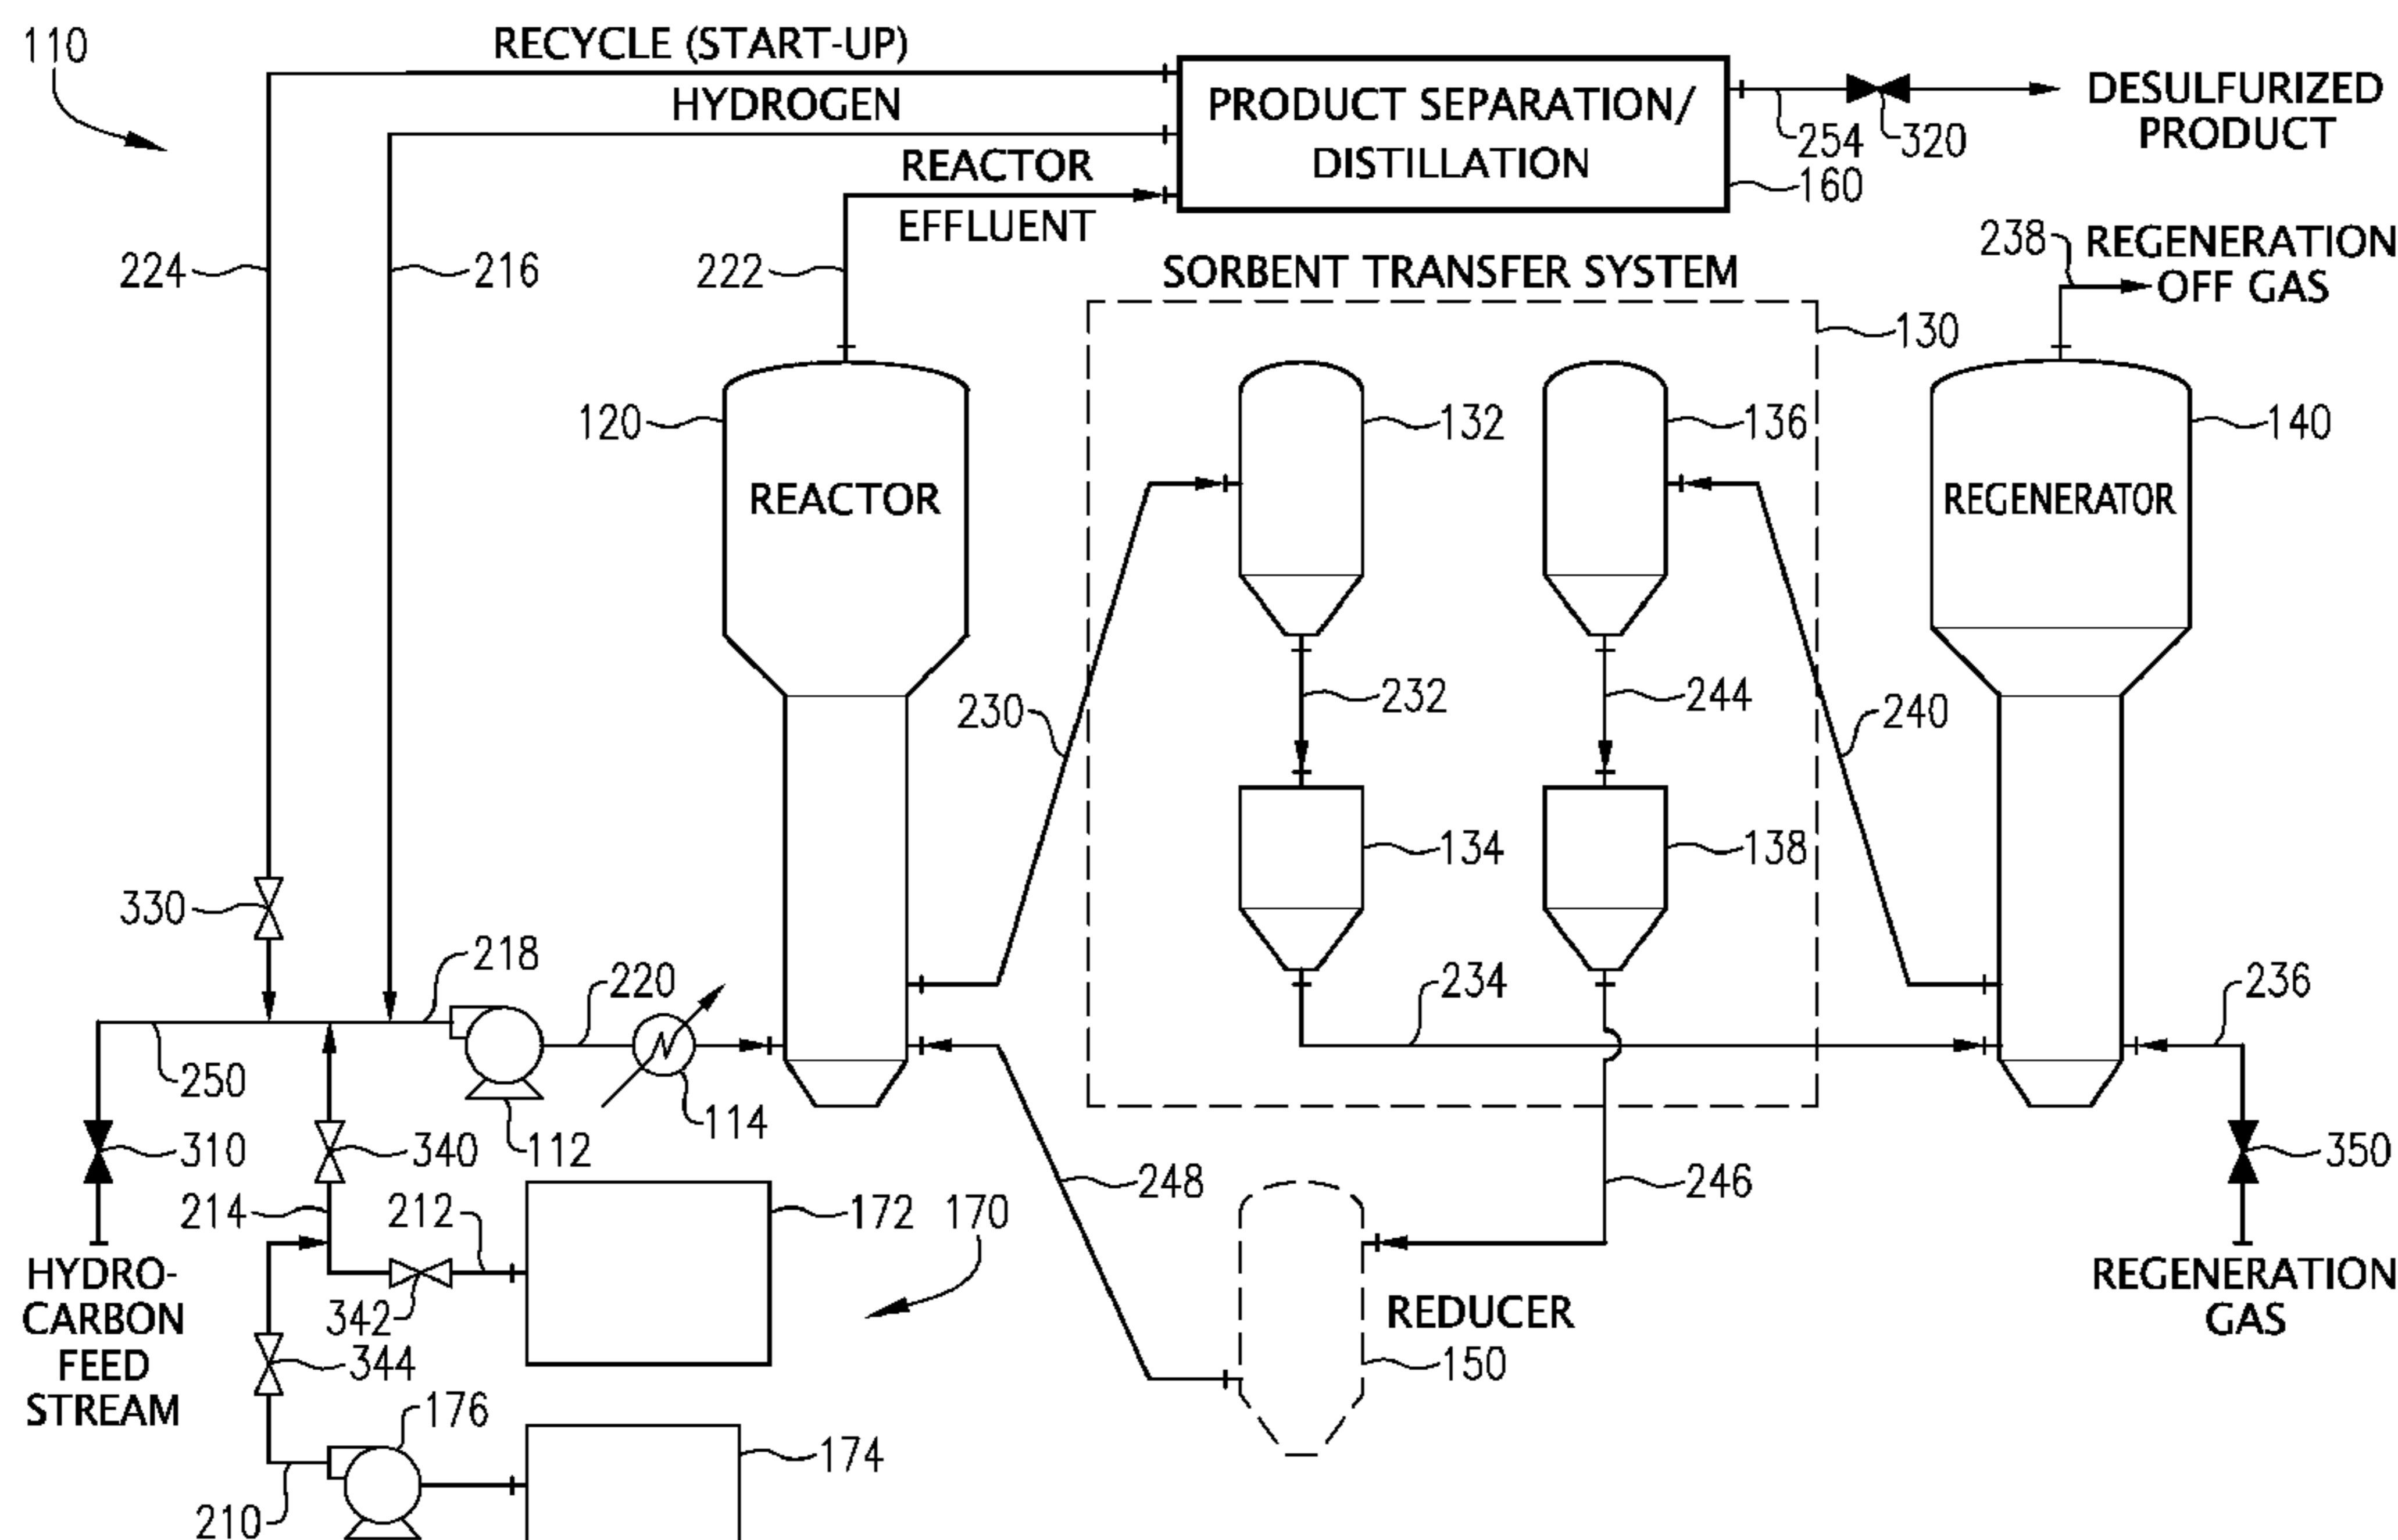 110
RECYCLE (START-UP)
HYDROGEN
REACTOR
EFFLUENT
PRODUCT SEPARATION/
DISTILLATION
254
320
160
DESULFURIZED
PRODUCT
224
216
222
SORBENT TRANSFER SYSTEM
238
REGENERATION
OFF GAS
130
120
REACTOR
132
136
REGENERATOR
140
230
232
244
240
134
138
330
218
220
234
236
250
114
310
340
112
248
246
350
214
212
172
170
HYDRO-
CARBON
FEED
STREAM
342
344
REDUCER
150
REGENERATION
GAS
176
174
210